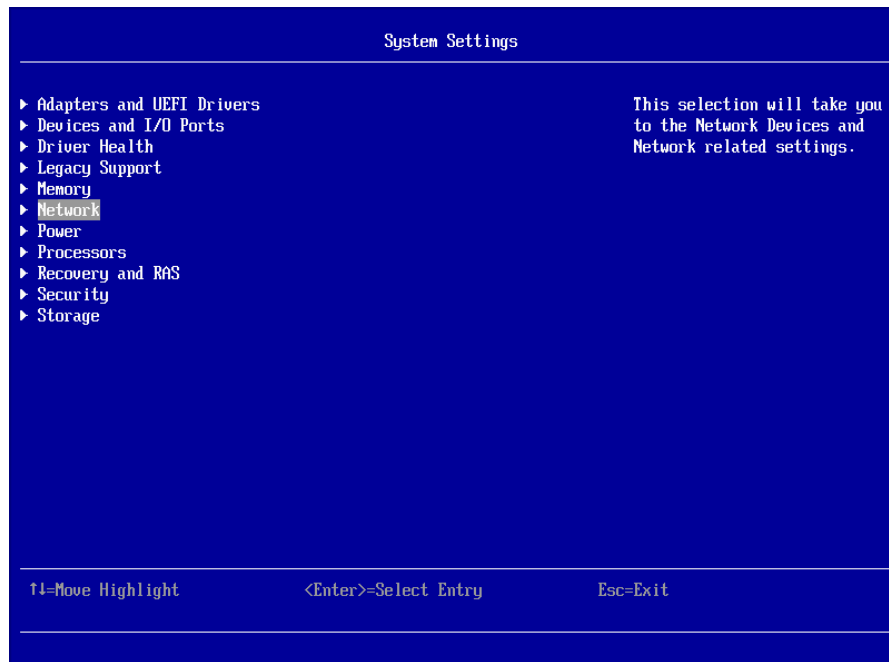 System Settings
▶ Adapters and UEFI Drivers
▶ Devices and I/O Ports
▶ Driver Health
▶ Legacy Support
▶ Memory
▶ Network
▶ Power
▶ Processors
▶ Recovery and RAS
▶ Security
▶ Storage
This selection will take you
to the Network Devices and
Network related settings.
↑↓=Move Highlight <Enter>=Select Entry Esc=Exit